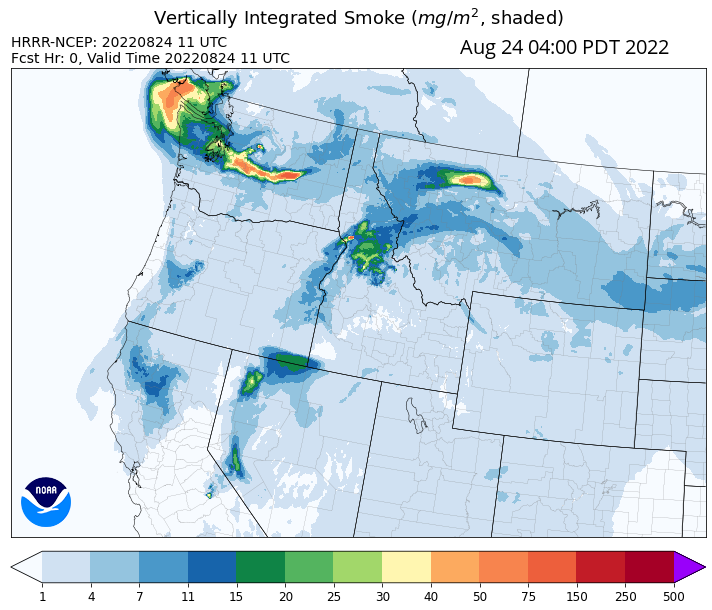 Vertically Integrated Smoke (mg/m², shaded)
HRRR-NCEP: 20220824 11 UTC
Fcst Hr: 0, Valid Time 20220824 11 UTC
Aug 24 04:00 PDT 2022
NOAA
1 4 7 11 15 20 25 30 40 50 75 150 250 500